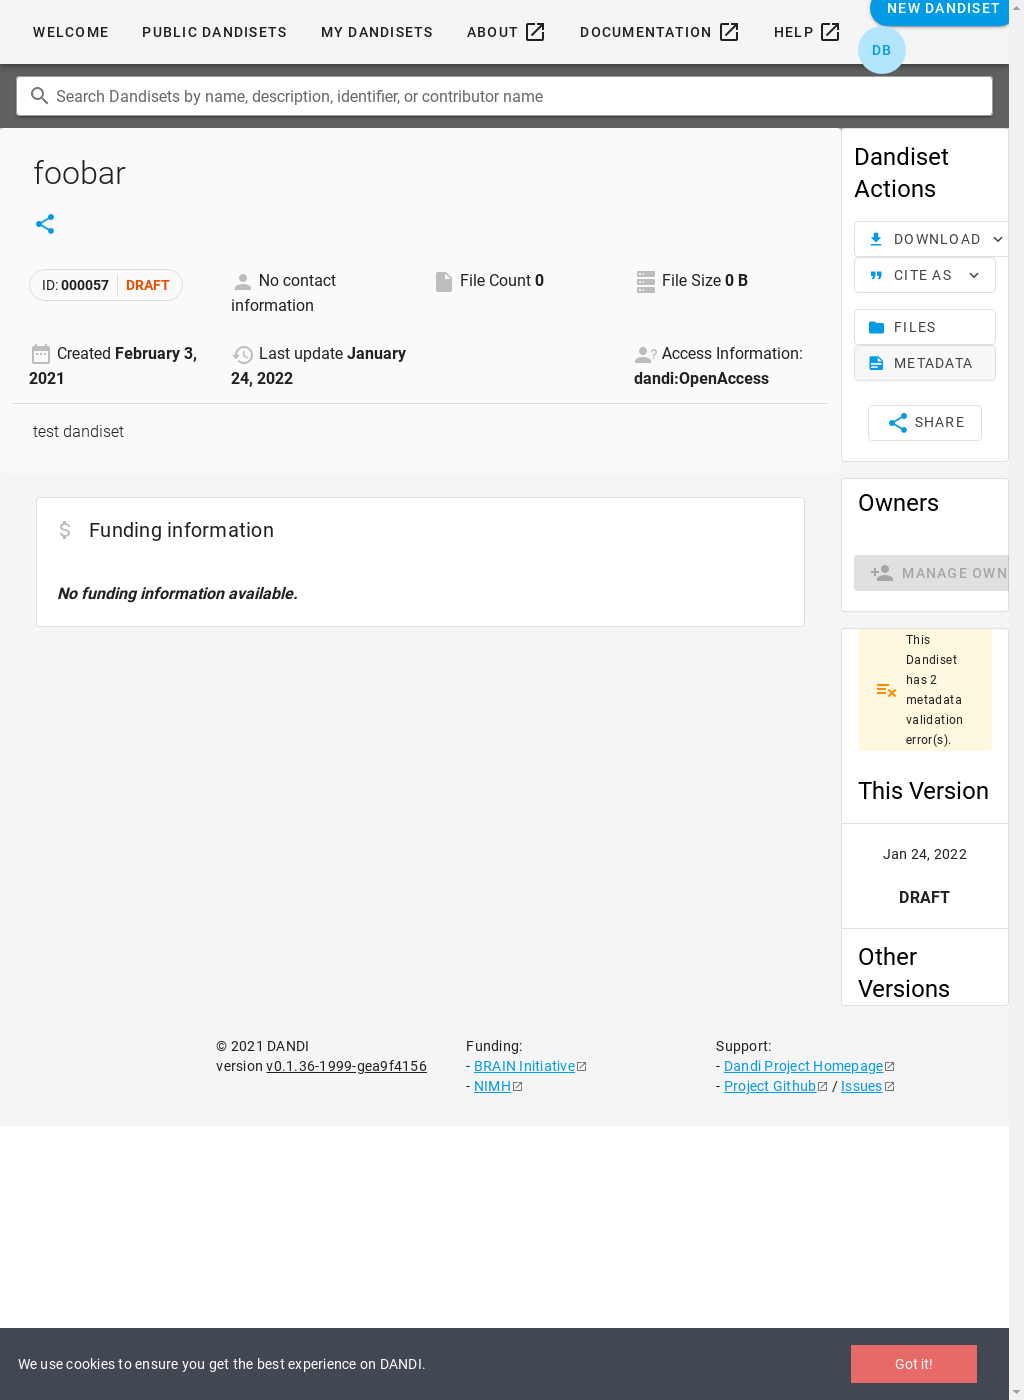 WELCOME PUBLIC DANDISETS MY DANDISETS ABOUT DOCUMENTATION HELP NEW DANDISET
DB
Search Dandisets by name, description, identifier, or contributor name
foobar
ID: 000057 DRAFT
No contact
information
File Count 0
File Size 0 B
Created February 3,
2021
Last update January
24, 2022
Access Information:
dandi:OpenAccess
test dandiset
Funding information
No funding information available.
Dandiset
Actions
DOWNLOAD
CITE AS
FILES
METADATA
SHARE
Owners
MANAGE OWN
This
Dandiset
has 2
metadata
validation
error(s).
This Version
Jan 24, 2022
DRAFT
Other
Versions
© 2021 DANDI
version v0.1.36-1999-gea9f4156
Funding:
- BRAIN Initiative
- NIMH
Support:
- Dandi Project Homepage
- Project Github / Issues
We use cookies to ensure you get the best experience on DANDI.
Got it!